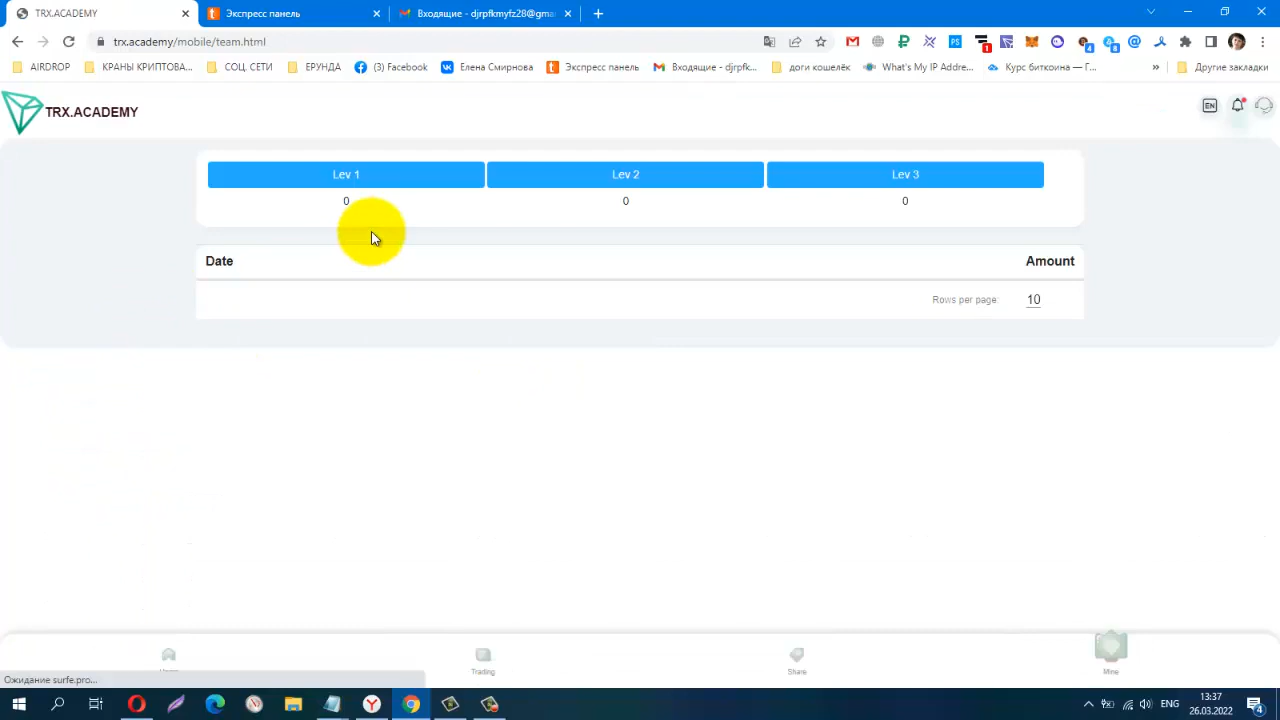 TRX.ACADEMY
Экспресс панель
Входящие - djrpfkmyfz28@gma
trx.academy/mobile/team.html
AIRDROP
КРАНЫ КРИПТОВА...
СОЦ. СЕТИ
ЕРУНДА
(3) Facebook
Елена Смирнова
Экспресс панель
Входящие - djrpfk...
доги кошелёк
What's My IP Addre...
Курс биткоина — Г...
»
Другие закладки
TRX.ACADEMY
EN
Lev 1
Lev 2
Lev 3
0
0
0
Date
Amount
Rows per page:
10
Trading
Share
Mine
Ожидание surfe.pro...
ENG
13:37
26.03.2022